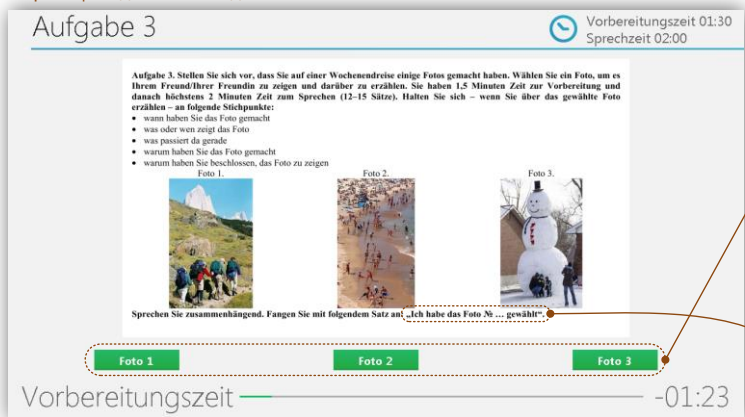 Aufgabe 3
Vorbereitungszeit 01:30
Sprechzeit 02:00
Aufgabe 3. Stellen Sie sich vor, dass Sie auf einer Wochenendreise einige Fotos gemacht haben. Wählen Sie ein Foto, um es
Ihrem Freund/Ihrer Freundin zu zeigen und darüber zu erzählen. Sie haben 1,5 Minuten Zeit zur Vorbereitung und
danach höchstens 2 Minuten Zeit zum Sprechen (12–15 Sätze). Halten Sie sich – wenn Sie über das gewählte Foto
erzählen – an folgende Stichpunkte:
• wann haben Sie das Foto gemacht
• was oder wen zeigt das Foto
• was passiert da gerade
• warum haben Sie das Foto gemacht
• warum haben Sie beschlossen, das Foto zu zeigen
Foto 1. Foto 2. Foto 3.
Sprechen Sie zusammenhängend. Fangen Sie mit folgendem Satz an: „Ich habe das Foto № … gewählt“.
Foto 1 Foto 2 Foto 3
Vorbereitungszeit -01:23